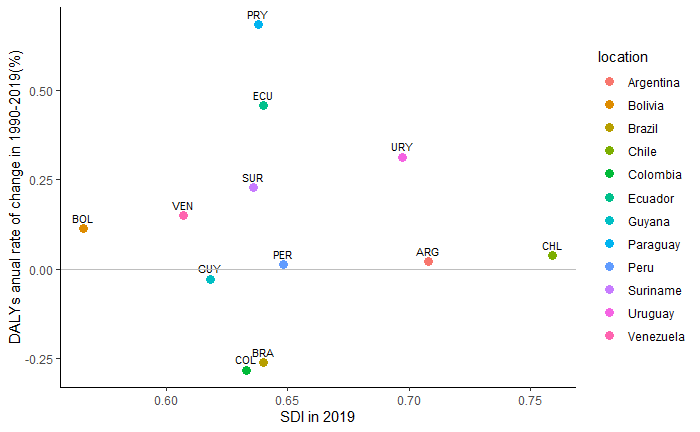 PRY
ECU
URY
SUR
VEN
BOL
CHL
ARG
PER
GUY
BRA
COL
0.50
0.25
0.00
-0.25
0.60
0.65
0.70
0.75
SDI in 2019
DALYs anual rate of change in 1990-2019(%)
location
Argentina
Bolivia
Brazil
Chile
Colombia
Ecuador
Guyana
Paraguay
Peru
Suriname
Uruguay
Venezuela